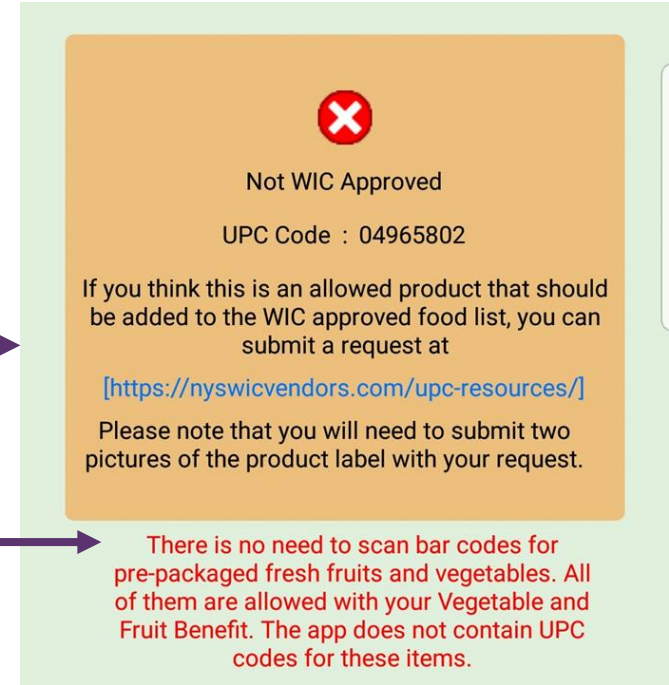 Not WIC Approved
UPC Code : 04965802
If you think this is an allowed product that should
be added to the WIC approved food list, you can
submit a request at
[https://nyswicvendors.com/upc-resources/]
Please note that you will need to submit two
pictures of the product label with your request.
There is no need to scan bar codes for
pre-packaged fresh fruits and vegetables. All
of them are allowed with your Vegetable and
Fruit Benefit. The app does not contain UPC
codes for these items.